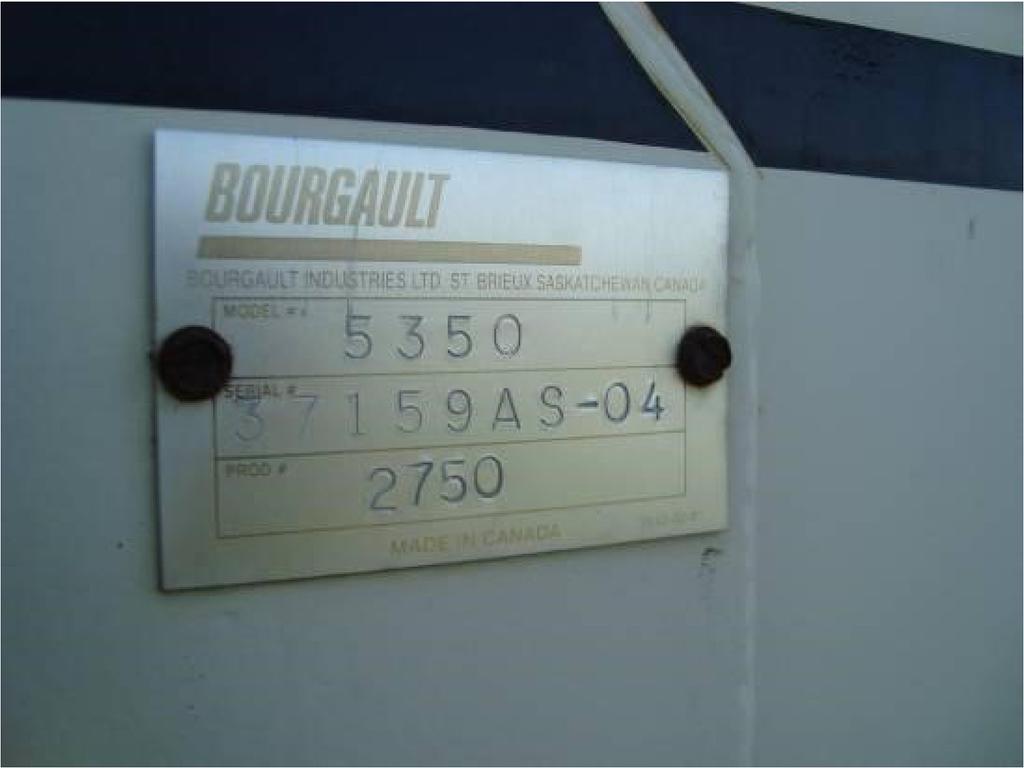 BOURGAULT
BOURGAULT INDUSTRIES LTD. ST. BRIEUX SASKATCHEWAN, CANADA
MODEL #
5350
SERIAL #
37159AS-04
PROD #
2750
MADE IN CANADA